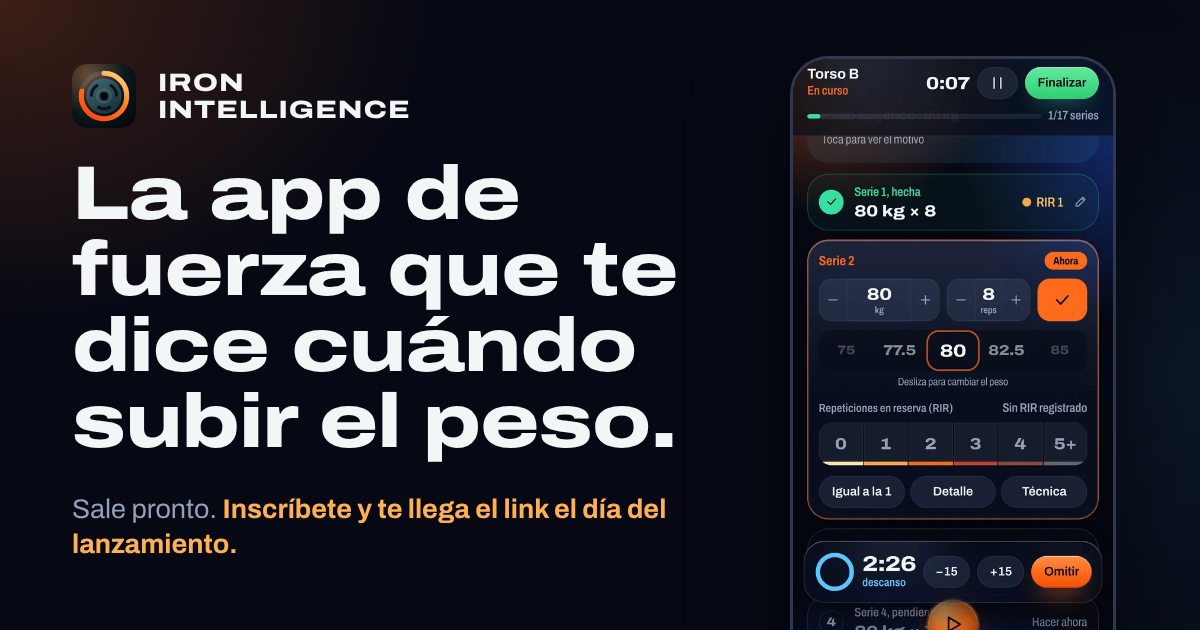 IRON
INTELLIGENCE
La app de
fuerza que te
dice cuándo
subir el peso.
Sale pronto. Inscríbete y te llega el link el día del
lanzamiento.
Torso B
En curso
0:07
Finalizar
1/17 series
Toca para ver el motivo
Serie 1, hecha
80 kg × 8
RIR 1
Serie 2
Ahora
− 80 kg +
− 8 reps +
75 77.5 80 82.5 85
Desliza para cambiar el peso
Repeticiones en reserva (RIR)
Sin RIR registrado
0 1 2 3 4 5+
Igual a la 1
Detalle
Técnica
2:26
descanso
−15
+15
Omitir
4
Serie 4,
Hacer ahora